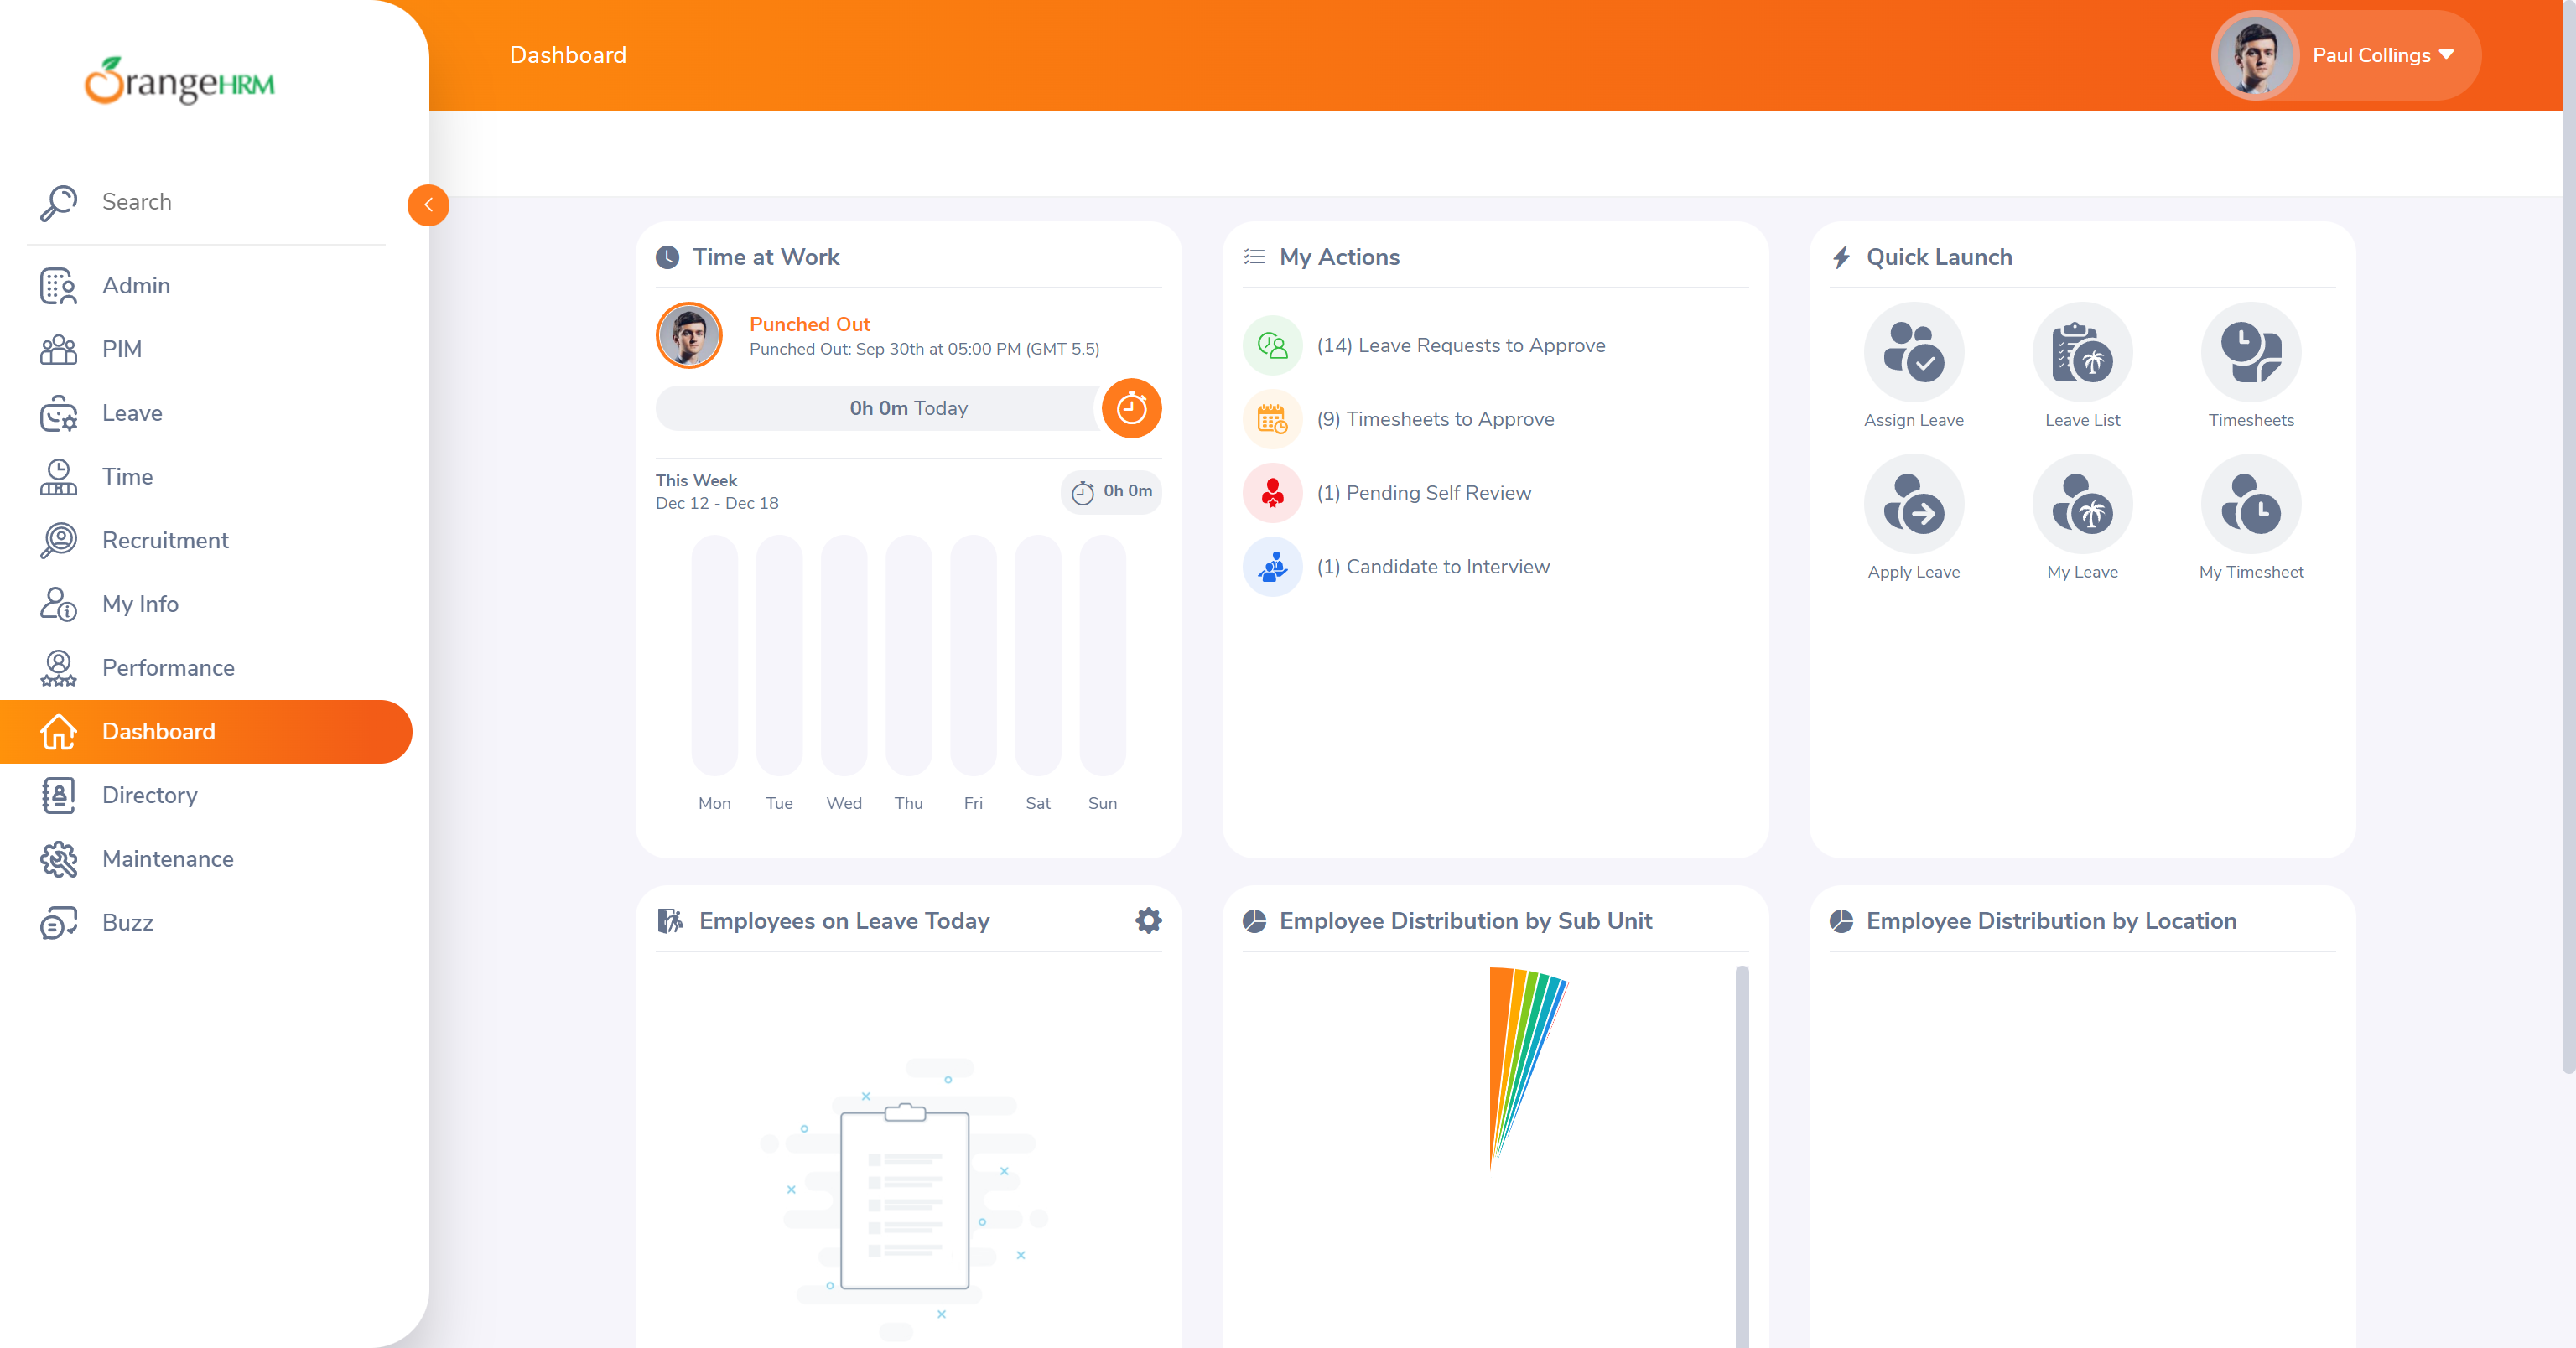 OrangeHRM
Search
Admin
PIM
Leave
Time
Recruitment
My Info
Performance
Dashboard
Directory
Maintenance
Buzz
Dashboard
Paul Collings
Time at Work
Punched Out
Punched Out: Sep 30th at 05:00 PM (GMT 5.5)
0h 0m Today
This Week
Dec 12 - Dec 18
0h 0m
Mon Tue Wed Thu Fri Sat Sun
My Actions
(14) Leave Requests to Approve
(9) Timesheets to Approve
(1) Pending Self Review
(1) Candidate to Interview
Quick Launch
Assign Leave Leave List Timesheets
Apply Leave My Leave My Timesheet
Employees on Leave Today
Employee Distribution by Sub Unit
Employee Distribution by Location